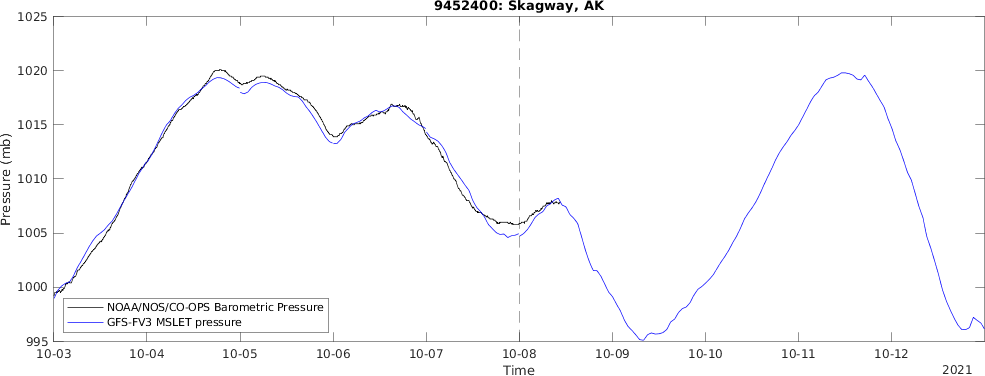 9452400: Skagway, AK
1025
1020
1015
1010
1005
1000
995
Pressure (mb)
NOAA/NOS/CO-OPS Barometric Pressure
GFS-FV3 MSLET pressure
10-03 10-04 10-05 10-06 10-07 10-08 10-09 10-10 10-11 10-12
Time
2021